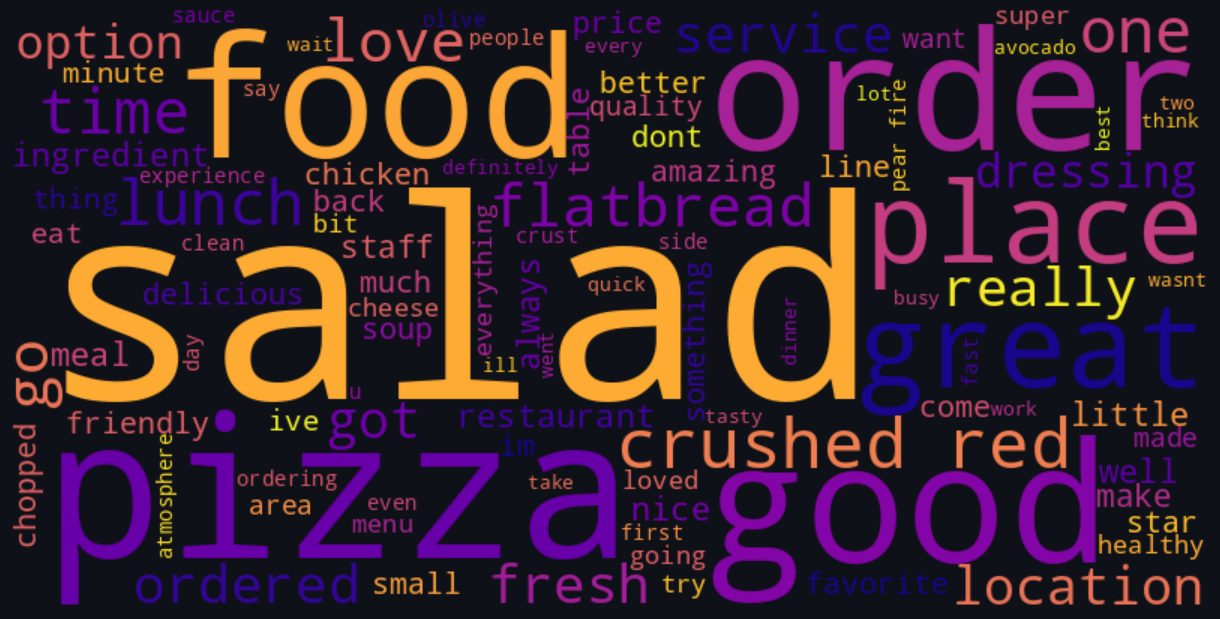 sauce
olive
price
super
option
wait
love
people
every
service
want
avocado
one
minute
food
say
better
order
lot
two
think
time
table
quality
dont
pear fire
best
ingredient
experience
chicken
definitely
amazing
line
dressing
thing
lunch
back
bit
flatbread
place
eat
clean
staff
everything
crust
side
always
something
really
wasnt
delicious
much
cheese
soup
quick
dinner
busy
salad
great
fast
go
meal
day
ill
went
u
friendly
ive
got
restaurant
im
tasty
come
work
little
chopped
atmosphere
pizza
crushed red
made
ordering
area
even
menu
take
loved
nice
first
going
good
well
make
star
healthy
ordered
small
fresh
try
favorite
location